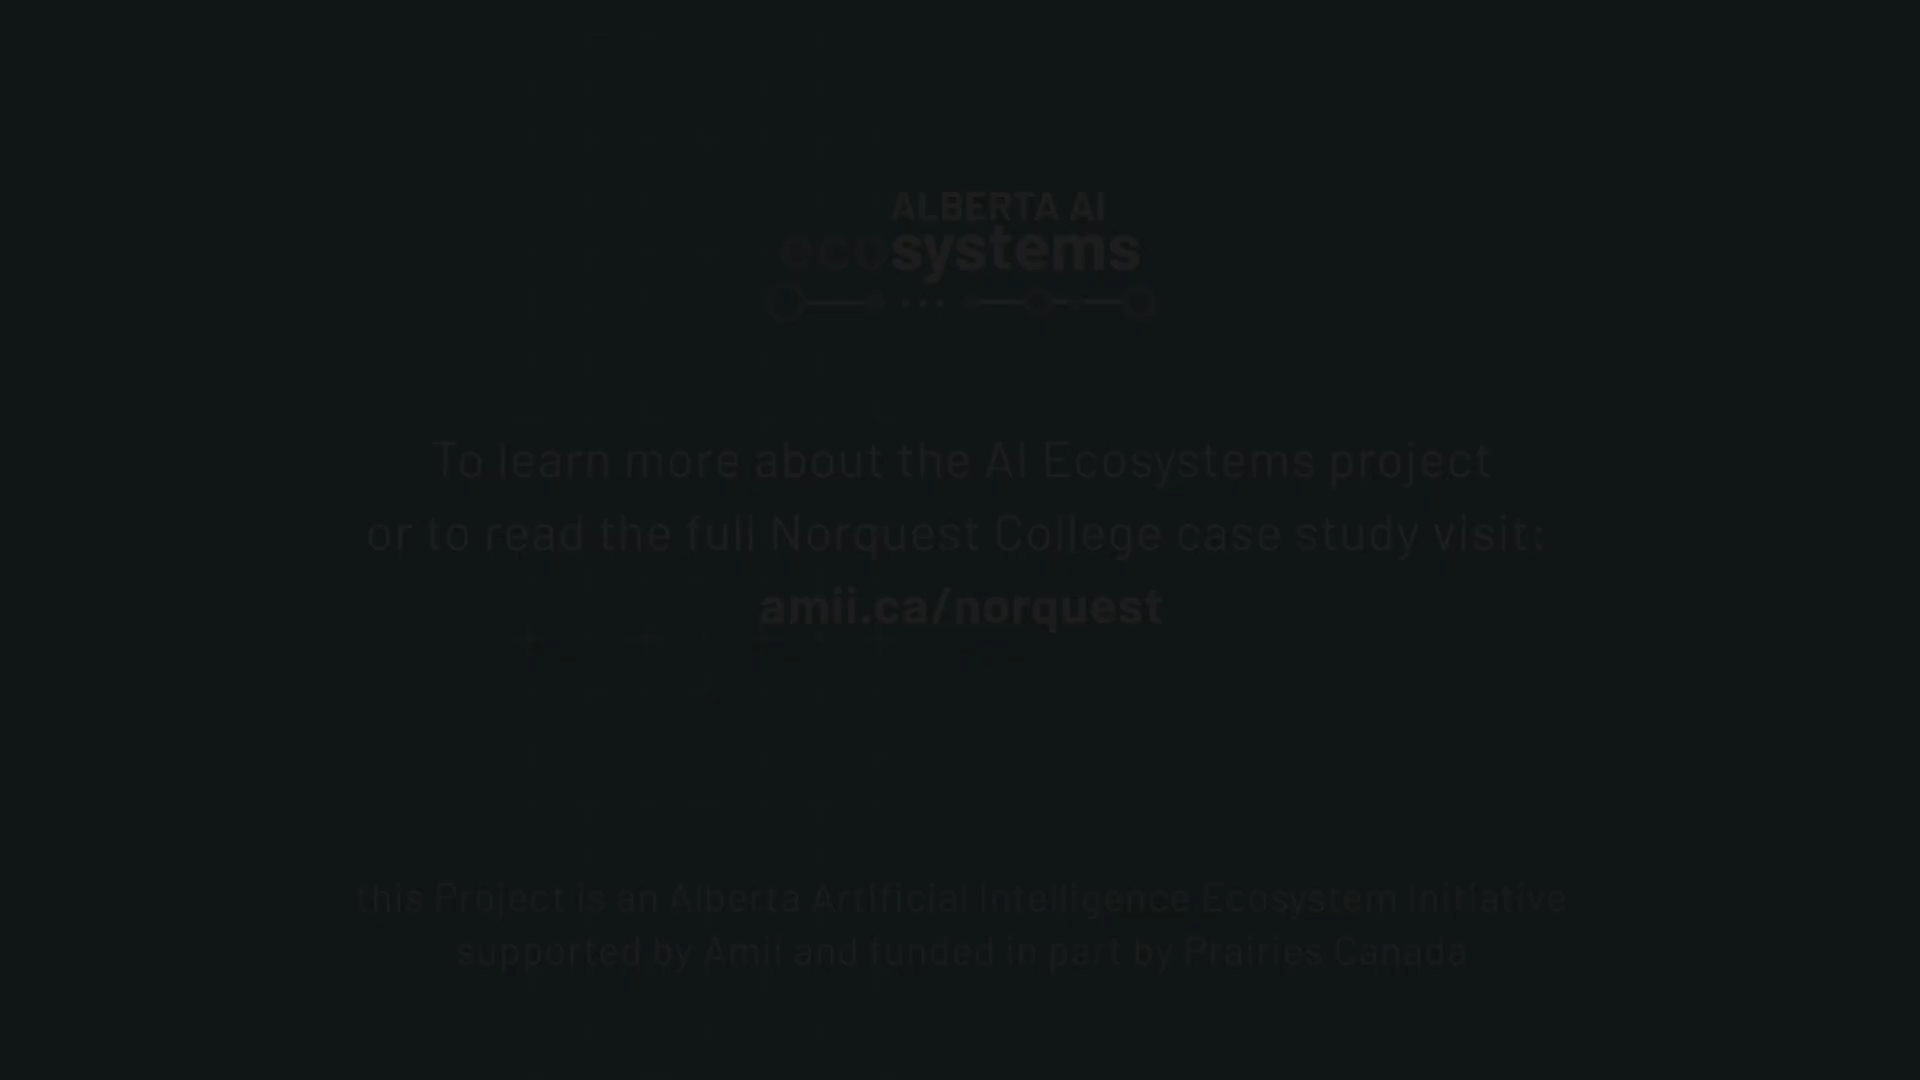 ALBERTA AI
ecosystems
To learn more about the AI Ecosystems project
or to read the full Norquest College case study visit:
amii.ca/norquest
this Project is an Alberta Artificial Intelligence Ecosystem Initiative
supported by Amii and funded in part by Prairies Canada